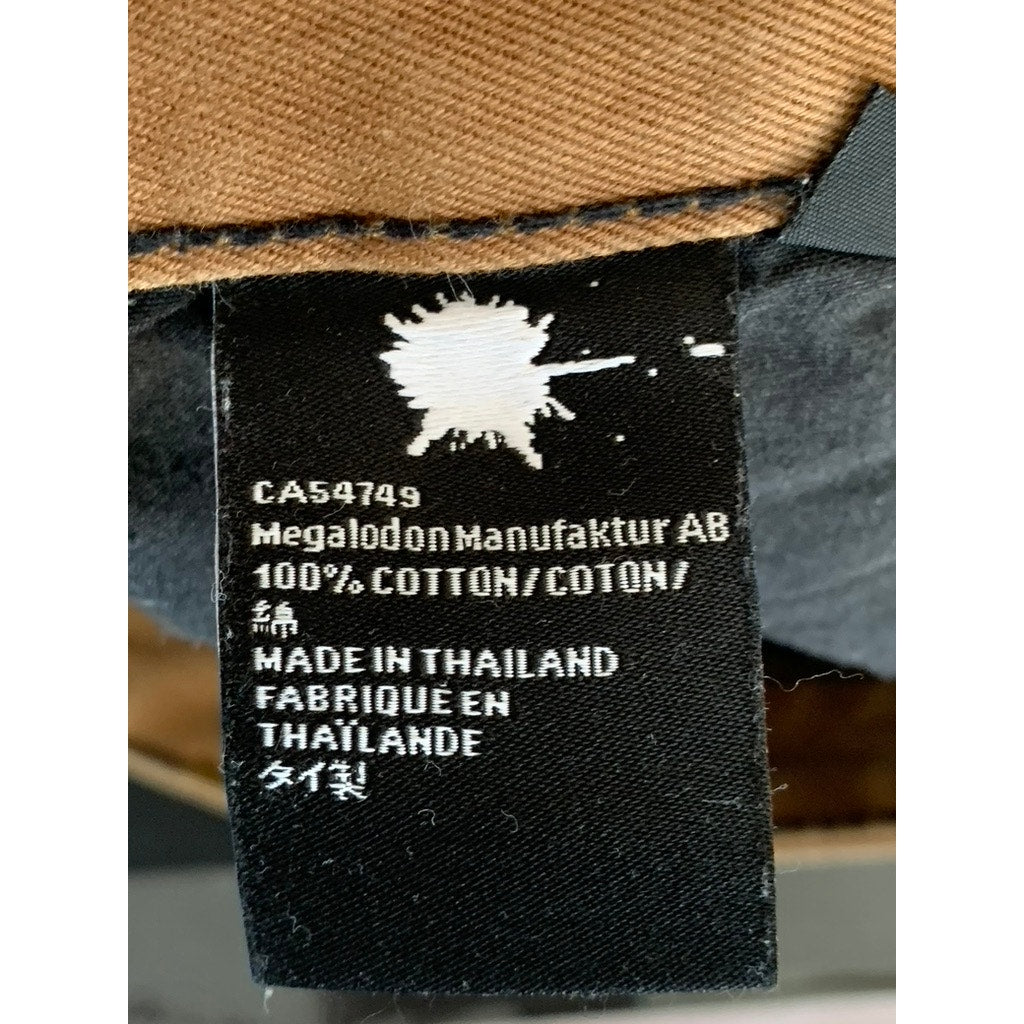 CA54749
Megalodon Manufaktur AB
100% COTTON/COTON/
綿
MADE IN THAILAND
FABRIQUÉ EN
THAÏLANDE
タイ製